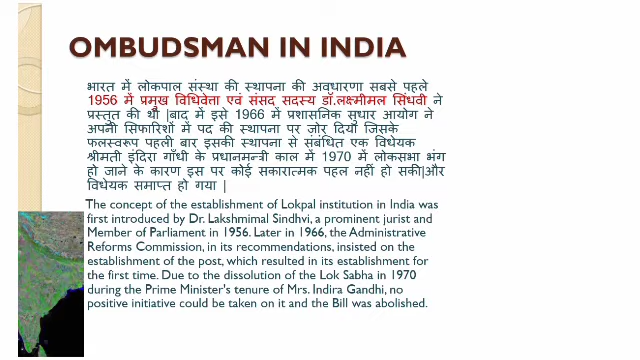 OMBUDSMAN IN INDIA
भारत में लोकपाल संस्था की स्थापना की अवधारणा सबसे पहले
1956 में प्रमुख विधिवेत्ता एवं संसद सदस्य डॉ.लक्ष्मीमल सिंधवी ने
प्रस्तुत की थी |बाद में इसे 1966 में प्रशासनिक सुधार आयोग ने
अपनी सिफारिशों में पद की स्थापना पर ज़ोर दिया जिसके
फलस्वरूप पहली बार इसकी स्थापना से संबंधित एक विधेयक
श्रीमती इंदिरा गाँधी के प्रधानमन्त्री काल में 1970 में लोकसभा भंग
हो जाने के कारण इस पर कोई सकारात्मक पहल नहीं हो सकी|और
विधेयक समाप्त हो गया |
The concept of the establishment of Lokpal institution in India was
first introduced by Dr. Lakshmimal Sindhvi, a prominent jurist and
Member of Parliament in 1956. Later in 1966, the Administrative
Reforms Commission, in its recommendations, insisted on the
establishment of the post, which resulted in its establishment for
the first time. Due to the dissolution of the Lok Sabha in 1970
during the Prime Minister's tenure of Mrs. Indira Gandhi, no
positive initiative could be taken on it and the Bill was abolished.